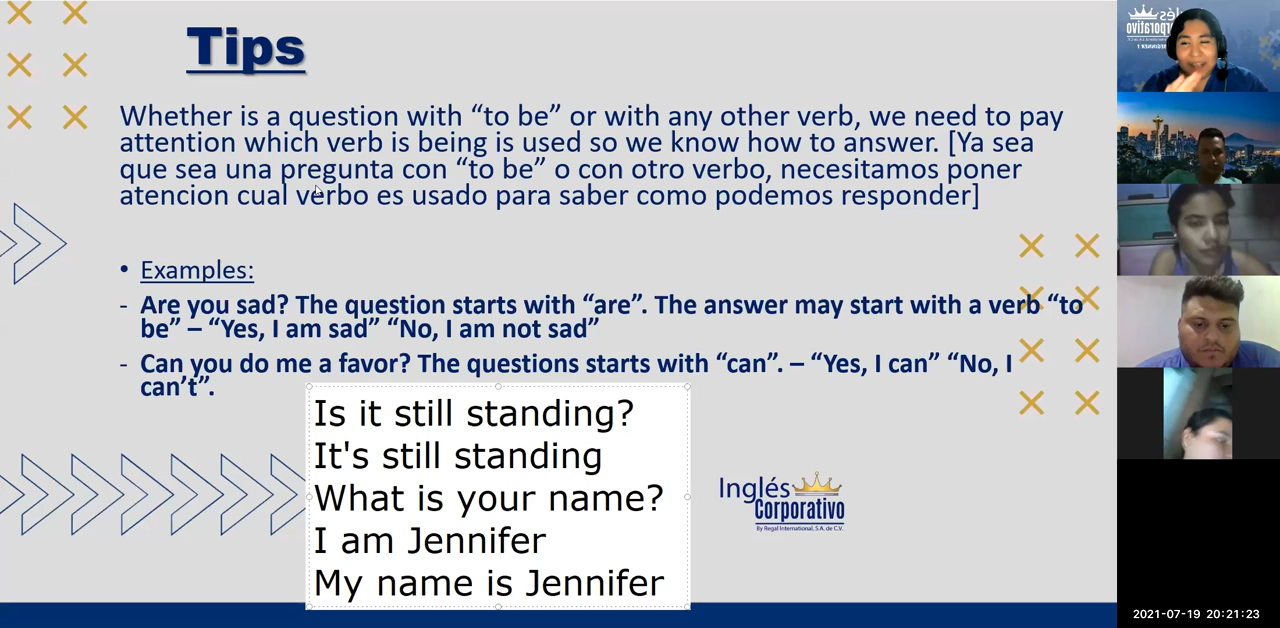 Tips
Whether is a question with “to be” or with any other verb, we need to pay
attention which verb is being is used so we know how to answer. [Ya sea
que sea una pregunta con “to be” o con otro verbo, necesitamos poner
atencion cual verbo es usado para saber como podemos responder]
• Examples:
- Are you sad? The question starts with “are”. The answer may start with a verb “to
be” – “Yes, I am sad” “No, I am not sad”
- Can you do me a favor? The questions starts with “can”. – “Yes, I can” “No, I
can’t”.
Is it still standing?
It's still standing
What is your name?
I am Jennifer
My name is Jennifer
Inglés
Corporativo
By Regal International, S.A. de C.V.
2021-07-19 20:21:23